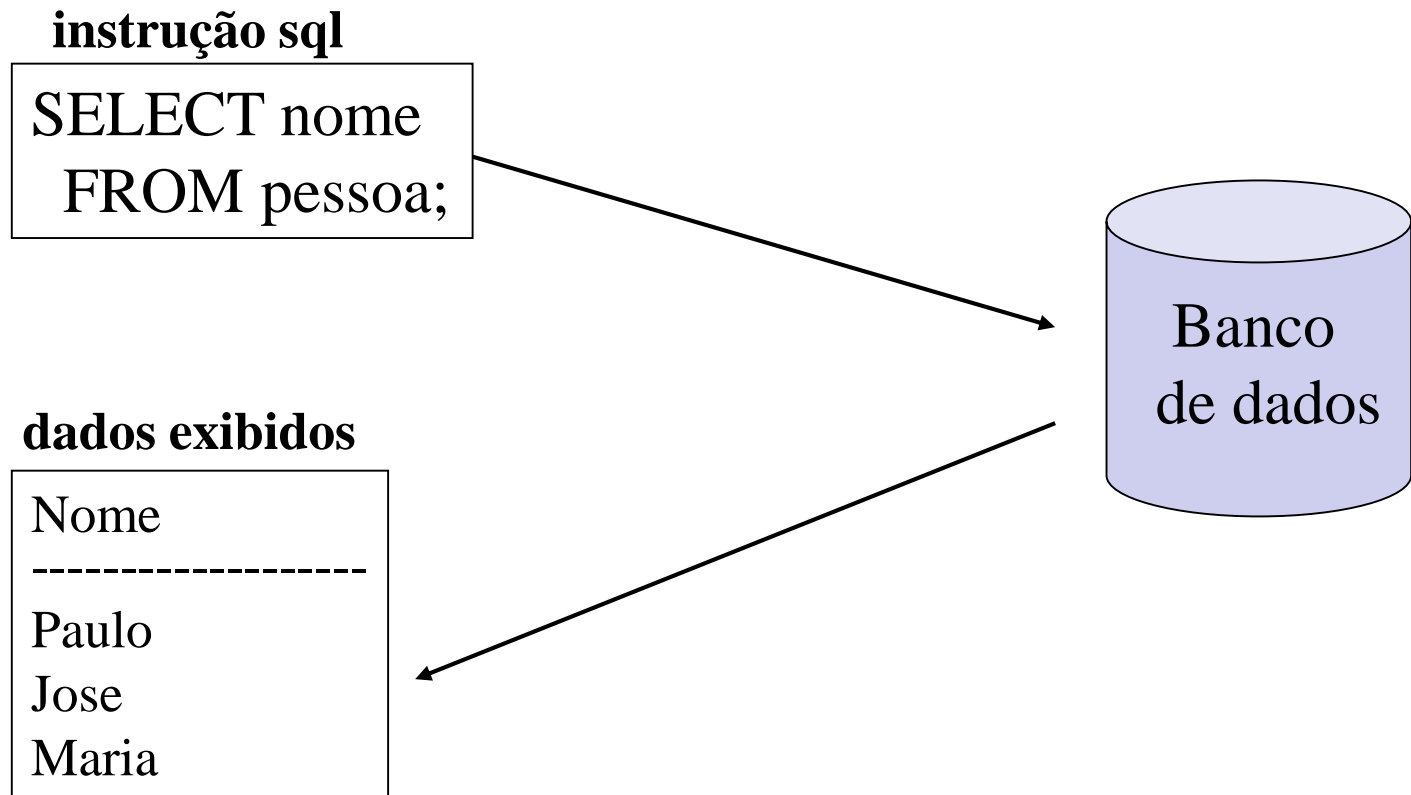 instrução sql
SELECT nome
FROM pessoa;
Banco
de dados
dados exibidos
Nome
-------------------
Paulo
Jose
Maria